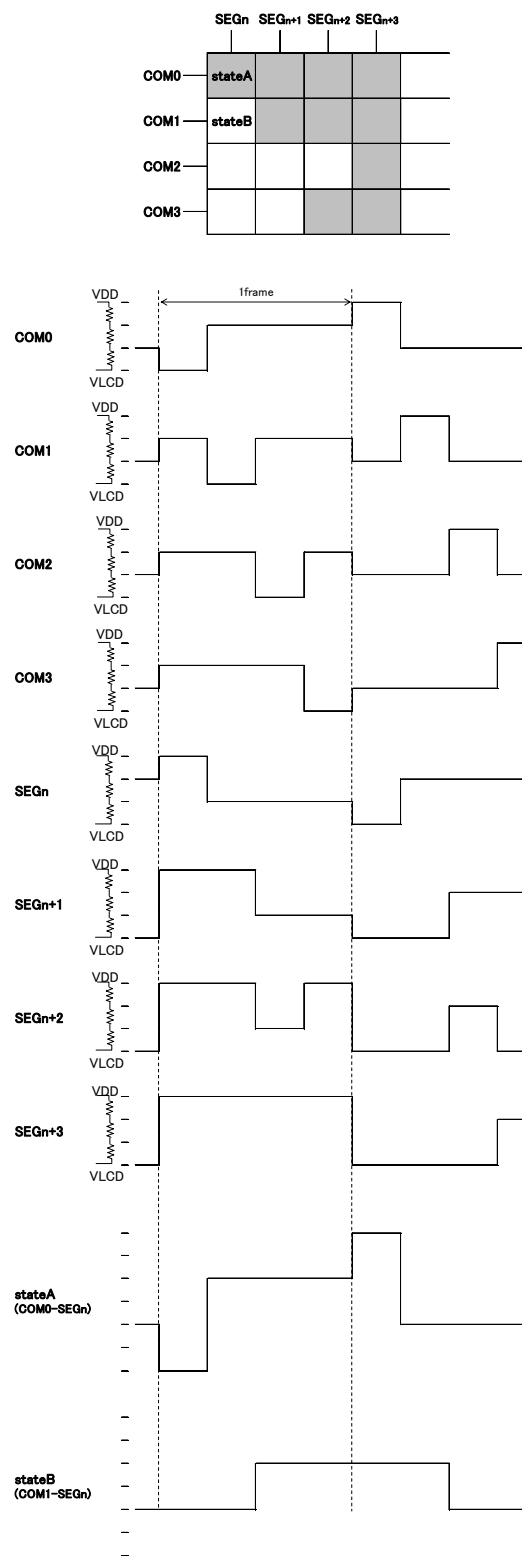 SEGn SEGn+1 SEGn+2 SEGn+3
COM0 stateA
COM1 stateB
COM2
COM3
1frame
VDD
COM0
VLCD
VDD
COM1
VLCD
VDD
COM2
VLCD
VDD
COM3
VLCD
VDD
SEGn
VLCD
VDD
SEGn+1
VLCD
VDD
SEGn+2
VLCD
VDD
SEGn+3
VLCD
stateA
(COM0-SEGn)
stateB
(COM1-SEGn)